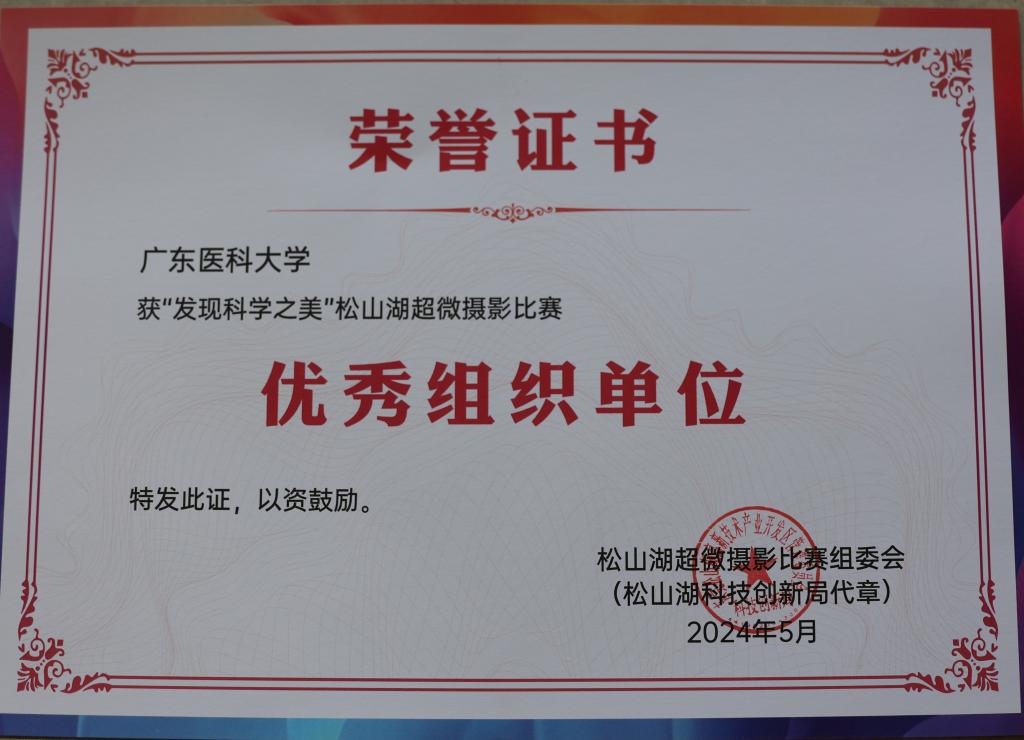 荣誉证书
广东医科大学
获“发现科学之美”松山湖超微摄影比赛
优秀组织单位
特发此证，以资鼓励。
松山湖超微摄影比赛组委会
（松山湖科技创新局代章）
2024年5月